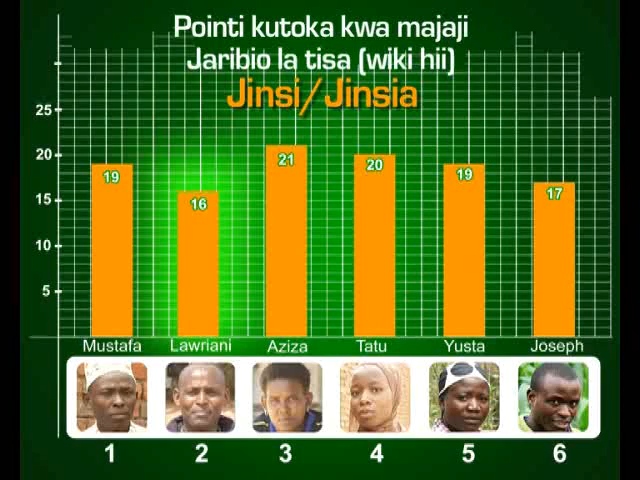 Pointi kutoka kwa majaji
Jaribio la tisa (wiki hii)
Jinsi/Jinsia
25
20
15
10
5
19
16
21
20
19
17
Mustafa Lawriani Aziza Tatu Yusta Joseph
1 2 3 4 5 6